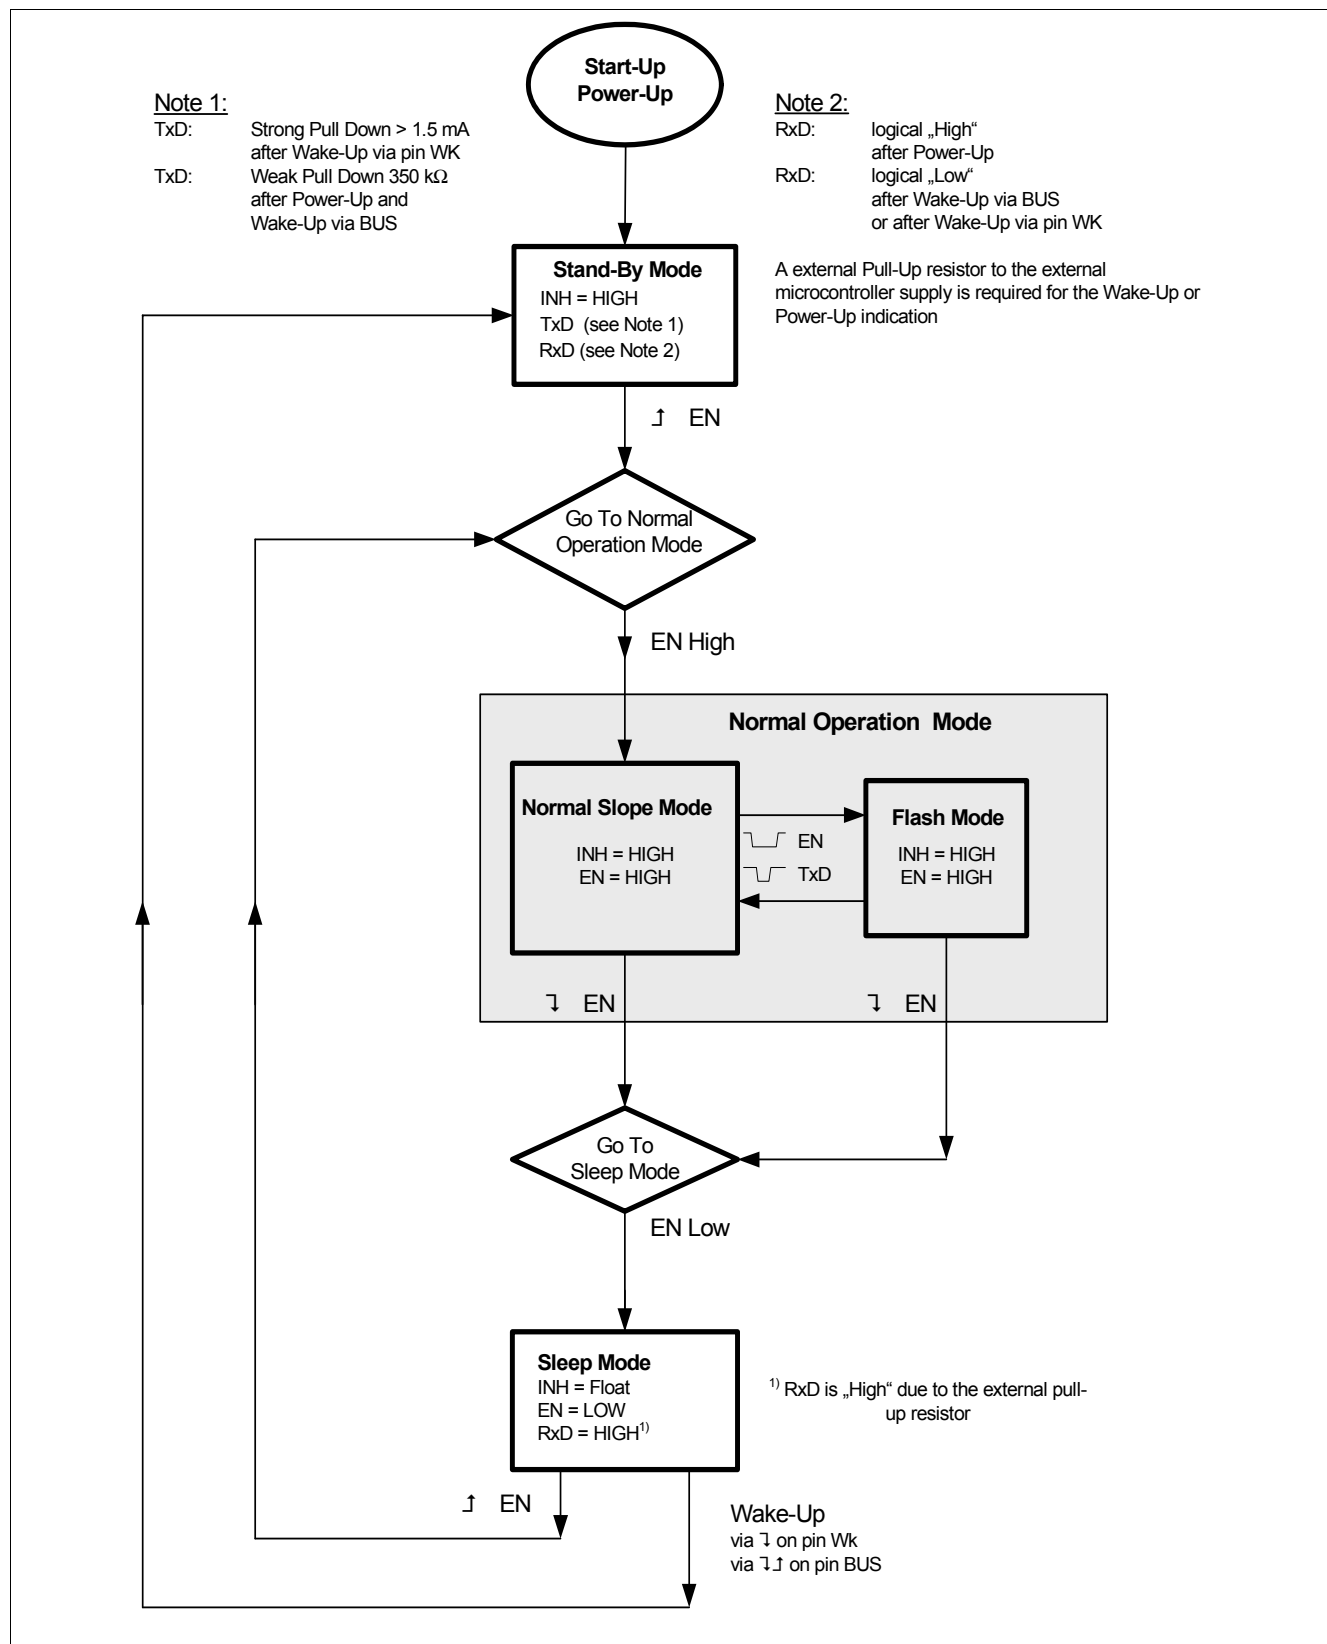 Start-Up
Power-Up
Note 1:
TxD: Strong Pull Down > 1.5 mA
after Wake-Up via pin WK
TxD: Weak Pull Down 350 kΩ
after Power-Up and
Wake-Up via BUS
Note 2:
RxD: logical „High“
after Power-Up
RxD: logical „Low“
after Wake-Up via BUS
or after Wake-Up via pin WK
A external Pull-Up resistor to the external
microcontroller supply is required for the Wake-Up or
Power-Up indication
Stand-By Mode
INH = HIGH
TxD (see Note 1)
RxD (see Note 2)
EN
Go To Normal
Operation Mode
EN High
Normal Operation Mode
Normal Slope Mode
INH = HIGH
EN = HIGH
EN
TxD
Flash Mode
INH = HIGH
EN = HIGH
EN
EN
Go To
Sleep Mode
EN Low
Sleep Mode
INH = Float
EN = LOW
RxD = HIGH1)
1) RxD is „High“ due to the external pull-
up resistor
EN
Wake-Up
via on pin Wk
via on pin BUS